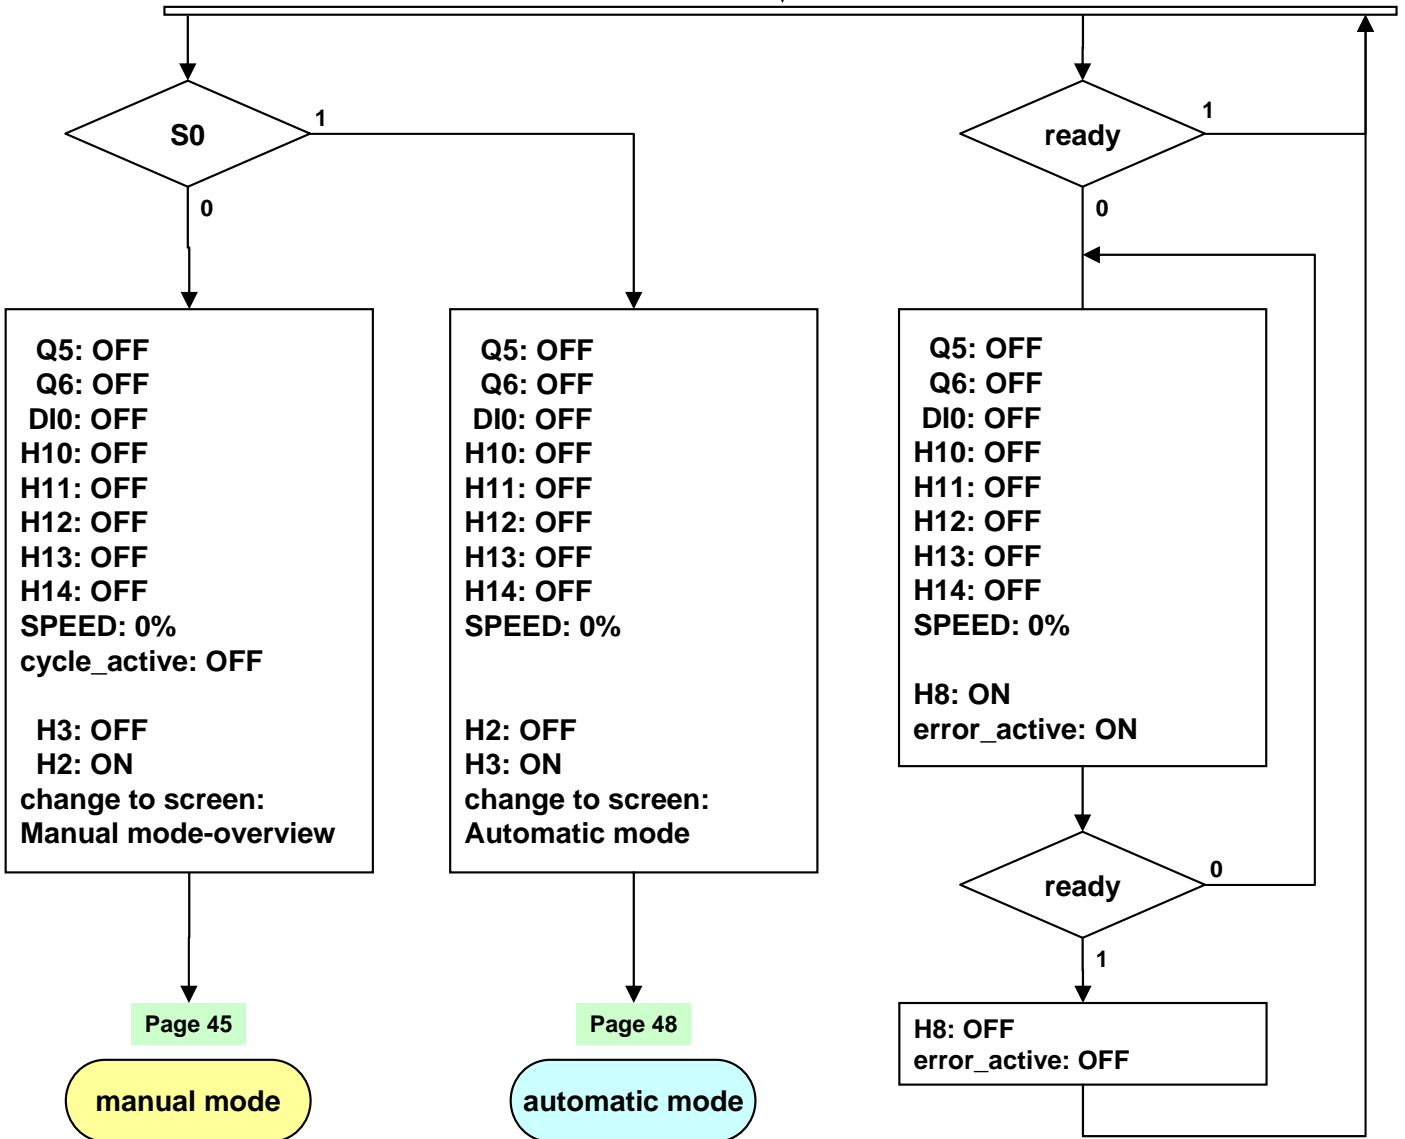 S0
1
0
Q5: OFF
Q6: OFF
DI0: OFF
H10: OFF
H11: OFF
H12: OFF
H13: OFF
H14: OFF
SPEED: 0%
cycle_active: OFF
H3: OFF
H2: ON
change to screen:
Manual mode-overview
Page 45
manual mode
Q5: OFF
Q6: OFF
DI0: OFF
H10: OFF
H11: OFF
H12: OFF
H13: OFF
H14: OFF
SPEED: 0%
H2: OFF
H3: ON
change to screen:
Automatic mode
Page 48
automatic mode
ready
1
0
Q5: OFF
Q6: OFF
DI0: OFF
H10: OFF
H11: OFF
H12: OFF
H13: OFF
H14: OFF
SPEED: 0%
H8: ON
error_active: ON
ready
0
1
H8: OFF
error_active: OFF